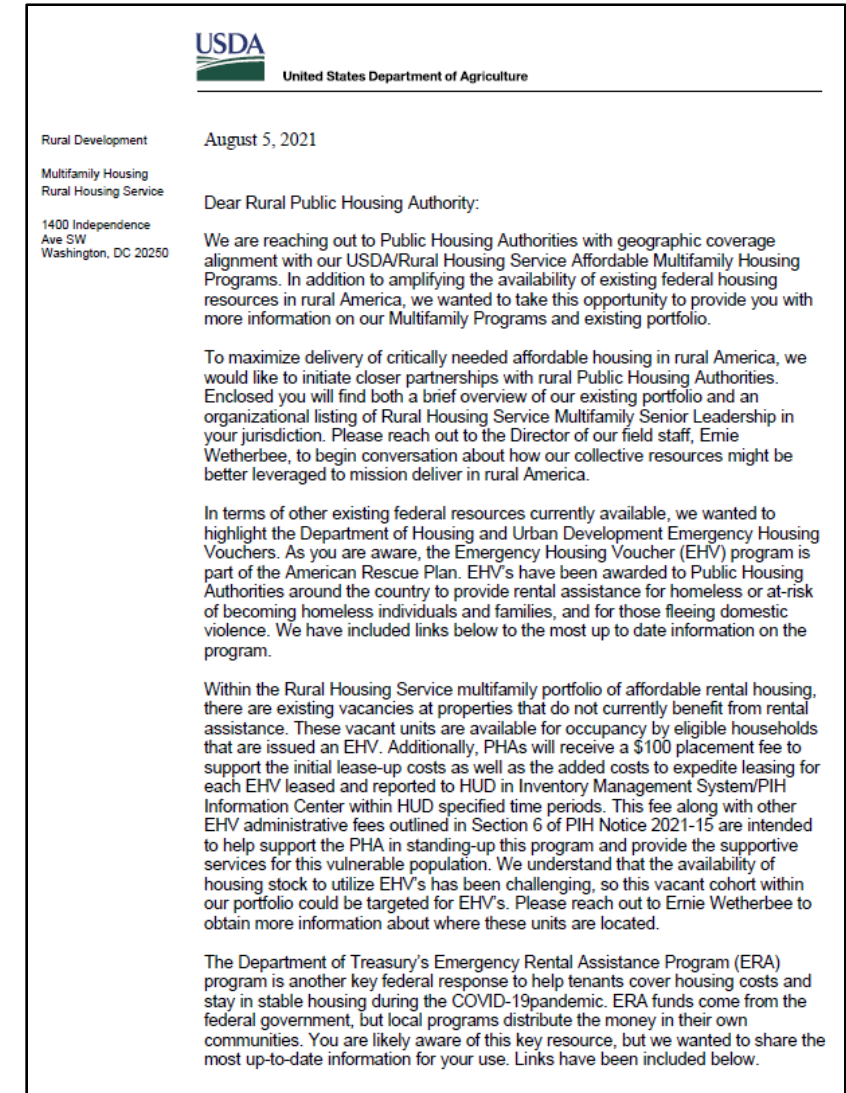 USDA
United States Department of Agriculture
Rural Development
Multifamily Housing
Rural Housing Service
1400 Independence
Ave SW
Washington, DC 20250
August 5, 2021
Dear Rural Public Housing Authority:
We are reaching out to Public Housing Authorities with geographic coverage
alignment with our USDA/Rural Housing Service Affordable Multifamily Housing
Programs. In addition to amplifying the availability of existing federal housing
resources in rural America, we wanted to take this opportunity to provide you with
more information on our Multifamily Programs and existing portfolio.
To maximize delivery of critically needed affordable housing in rural America, we
would like to initiate closer partnerships with rural Public Housing Authorities.
Enclosed you will find both a brief overview of our existing portfolio and an
organizational listing of Rural Housing Service Multifamily Senior Leadership in
your jurisdiction. Please reach out to the Director of our field staff, Ernie
Wetherbee, to begin conversation about how our collective resources might be
better leveraged to mission deliver in rural America.
In terms of other existing federal resources currently available, we wanted to
highlight the Department of Housing and Urban Development Emergency Housing
Vouchers. As you are aware, the Emergency Housing Voucher (EHV) program is
part of the American Rescue Plan. EHV's have been awarded to Public Housing
Authorities around the country to provide rental assistance for homeless or at-risk
of becoming homeless individuals and families, and for those fleeing domestic
violence. We have included links below to the most up to date information on the
program.
Within the Rural Housing Service multifamily portfolio of affordable rental housing,
there are existing vacancies at properties that do not currently benefit from rental
assistance. These vacant units are available for occupancy by eligible households
that are issued an EHV. Additionally, PHAs will receive a $100 placement fee to
support the initial lease-up costs as well as the added costs to expedite leasing for
each EHV leased and reported to HUD in Inventory Management System/PIH
Information Center within HUD specified time periods. This fee along with other
EHV administrative fees outlined in Section 6 of PIH Notice 2021-15 are intended
to help support the PHA in standing-up this program and provide the supportive
services for this vulnerable population. We understand that the availability of
housing stock to utilize EHV's has been challenging, so this vacant cohort within
our portfolio could be targeted for EHV's. Please reach out to Ernie Wetherbee to
obtain more information about where these units are located.
The Department of Treasury's Emergency Rental Assistance Program (ERA)
program is another key federal response to help tenants cover housing costs and
stay in stable housing during the COVID-19pandemic. ERA funds come from the
federal government, but local programs distribute the money in their own
communities. You are likely aware of this key resource, but we wanted to share the
most up-to-date information for your use. Links have been included below.